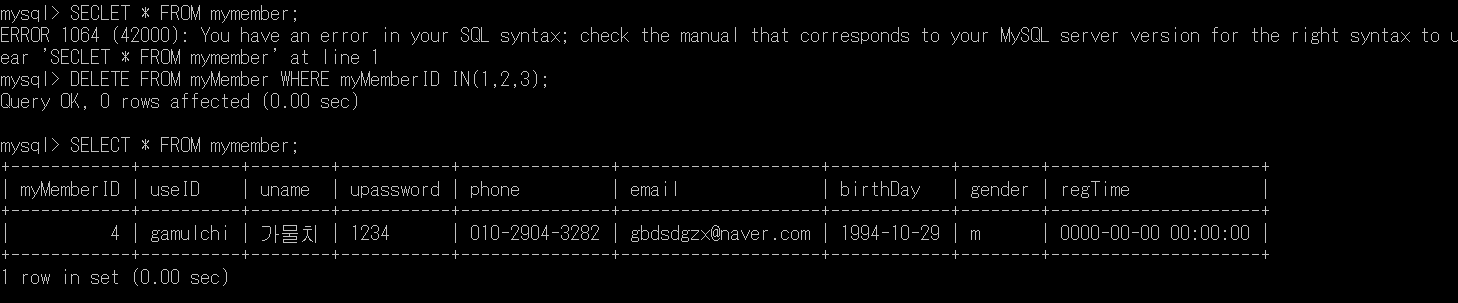 mysql> SECLET * FROM mymember;
ERROR 1064 (42000): You have an error in your SQL syntax; check the manual that corresponds to your MySQL server version for the right syntax to u
ear 'SECLET * FROM mymember' at line 1
mysql> DELETE FROM myMember WHERE myMemberID IN(1,2,3);
Query OK, 0 rows affected (0.00 sec)
mysql> SELECT * FROM mymember;
+------------+----------+--------+-----------+---------------+--------------------+------------+--------+---------------------+
| myMemberID | useID | uname | upassword | phone | email | birthDay | gender | regTime |
+------------+----------+--------+-----------+---------------+--------------------+------------+--------+---------------------+
| 4 | gamulchi | 가물치 | 1234 | 010-2904-3282 | gbdsdgzx@naver.com | 1994-10-29 | m | 0000-00-00 00:00:00 |
+------------+----------+--------+-----------+---------------+--------------------+------------+--------+---------------------+
1 row in set (0.00 sec)